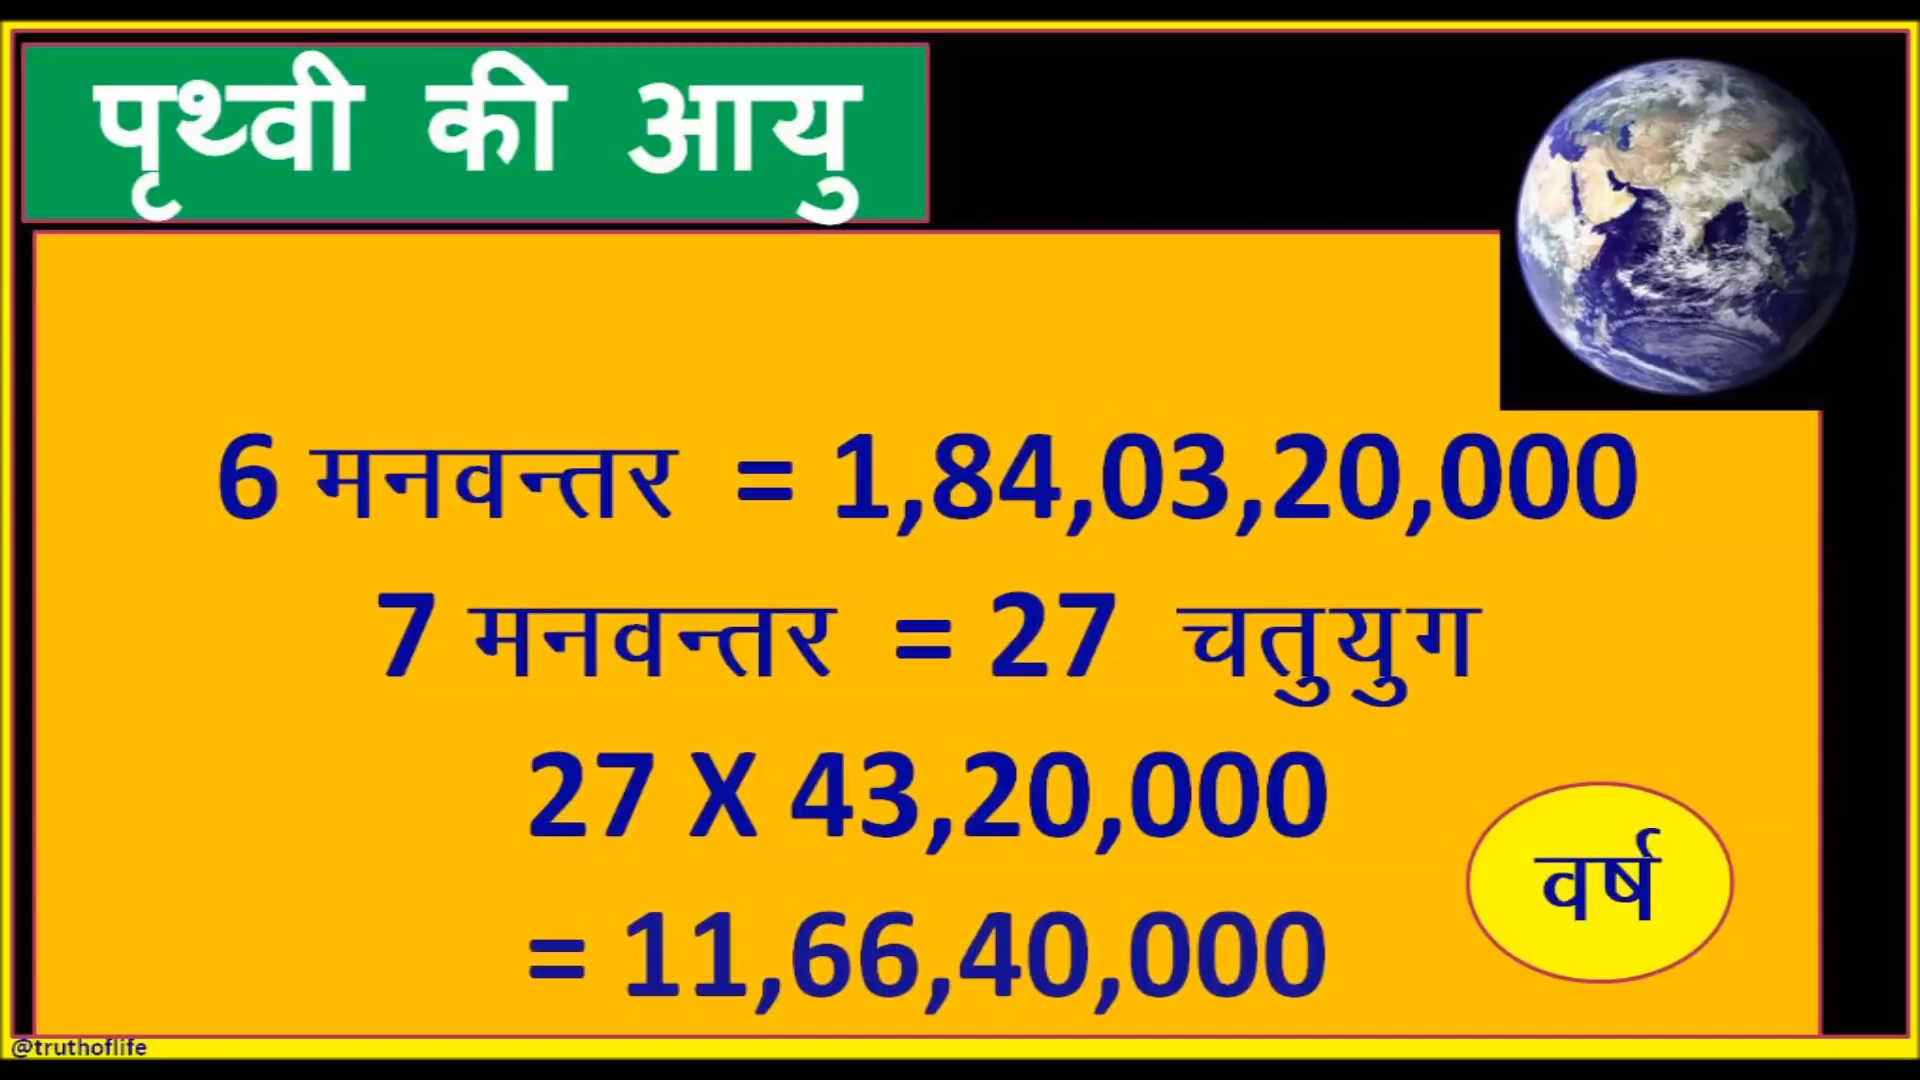 पृथ्वी की आयु
6 मनवन्तर = 1,84,03,20,000
7 मनवन्तर = 27 चतुयुग
27 X 43,20,000
= 11,66,40,000
वर्ष
@truthoflife